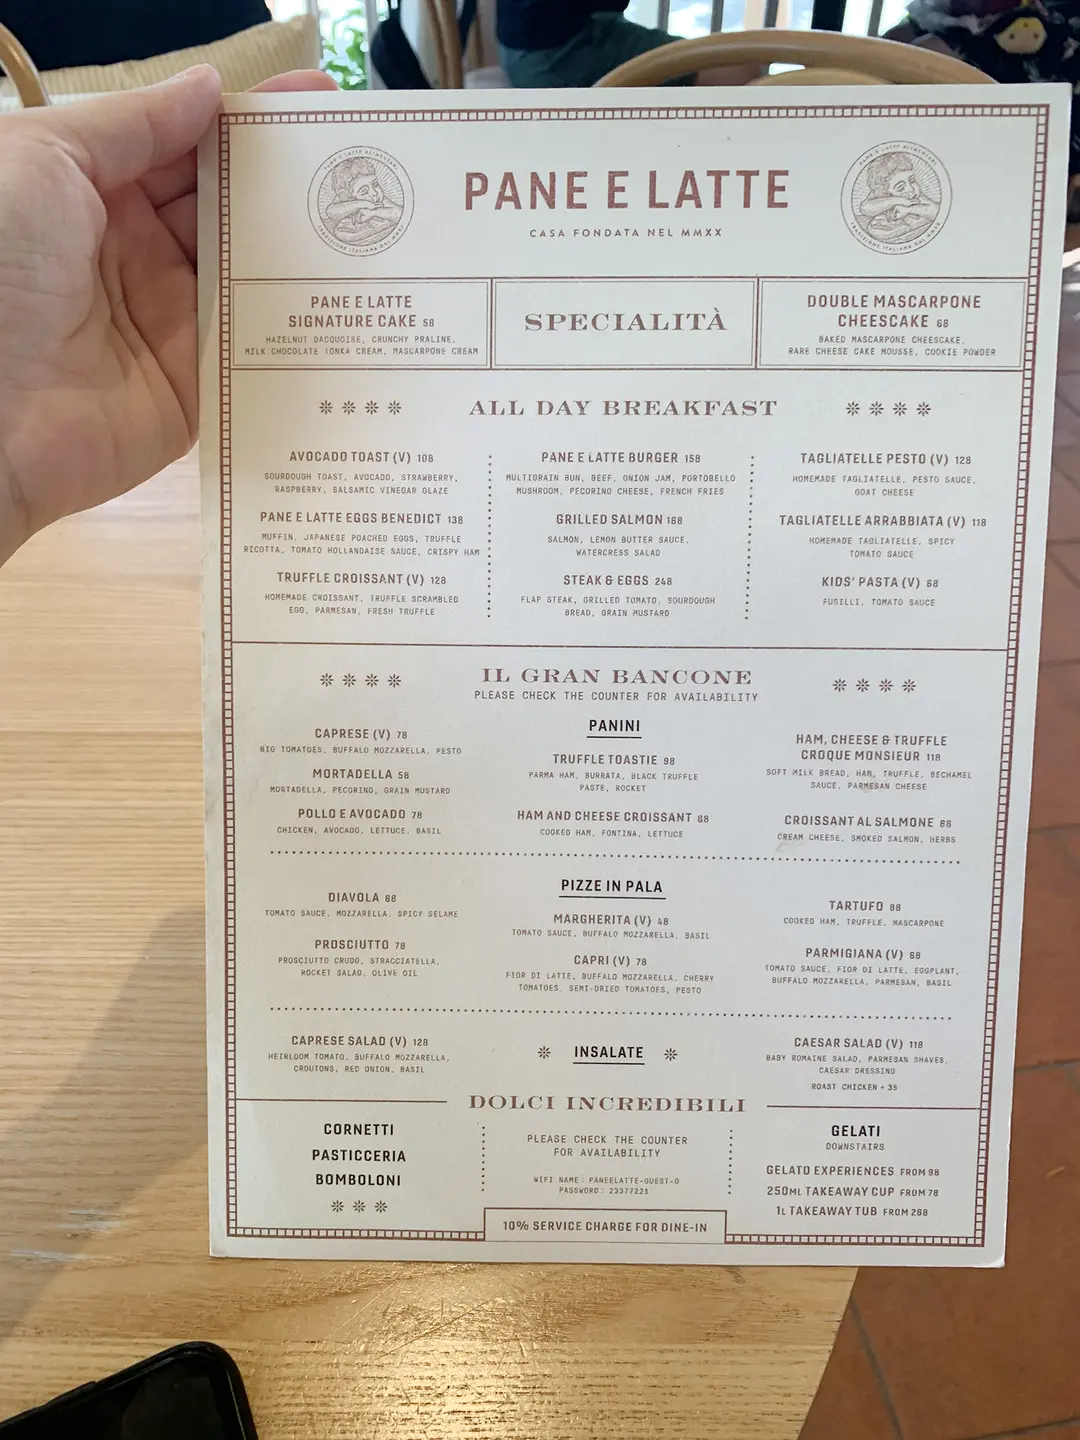 PANE E LATTE
CASA FONDATA NEL MMXX
PANE E LATTE ALIMENTARI
TRADIZIONE ITALIANA DAL MMXX
PANE E LATTE ALIMENTARI
TRADIZIONE ITALIANA DAL MMXX
PANE E LATTE
SIGNATURE CAKE 58
HAZELNUT DACQUOISE, CRUNCHY PRALINE,
MILK CHOCOLATE TONKA CREAM, MASCARPONE CREAM
SPECIALITÀ
DOUBLE MASCARPONE
CHEESCAKE 68
BAKED MASCARPONE CHEESCAKE,
RARE CHEESE CAKE MOUSSE, COOKIE POWDER
ALL DAY BREAKFAST
AVOCADO TOAST (V) 108
SOURDOUGH TOAST, AVOCADO, STRAWBERRY,
RASPBERRY, BALSAMIC VINEGAR GLAZE
PANE E LATTE EGGS BENEDICT 138
MUFFIN, JAPANESE POACHED EGGS, TRUFFLE
RICOTTA, TOMATO HOLLANDAISE SAUCE, CRISPY HAM
TRUFFLE CROISSANT (V) 128
HOMEMADE CROISSANT, TRUFFLE SCRAMBLED
EGG, PARMESAN, FRESH TRUFFLE
PANE E LATTE BURGER 158
MULTIGRAIN BUN, BEEF, ONION JAM, PORTOBELLO
MUSHROOM, PECORINO CHEESE, FRENCH FRIES
GRILLED SALMON 168
SALMON, LEMON BUTTER SAUCE,
WATERCRESS SALAD
STEAK & EGGS 248
FLAP STEAK, GRILLED TOMATO, SOURDOUGH
BREAD, GRAIN MUSTARD
TAGLIATELLE PESTO (V) 128
HOMEMADE TAGLIATELLE, PESTO SAUCE,
GOAT CHEESE
TAGLIATELLE ARRABBIATA (V) 118
HOMEMADE TAGLIATELLE, SPICY
TOMATO SAUCE
KIDS' PASTA (V) 68
FUSILLI, TOMATO SAUCE
IL GRAN BANCONE
PLEASE CHECK THE COUNTER FOR AVAILABILITY
PANINI
CAPRESE (V) 78
BIO TOMATOES, BUFFALO MOZZARELLA, PESTO
MORTADELLA 58
MORTADELLA, PECORINO, GRAIN MUSTARD
POLLO E AVOCADO 78
CHICKEN, AVOCADO, LETTUCE, BASIL
TRUFFLE TOASTIE 98
PARMA HAM, BURRATA, BLACK TRUFFLE
PASTE, ROCKET
HAM AND CHEESE CROISSANT 68
COOKED HAM, FONTINA, LETTUCE
HAM, CHEESE & TRUFFLE
CROQUE MONSIEUR 118
SOFT MILK BREAD, HAM, TRUFFLE, BECHAMEL
SAUCE, PARMESAN CHEESE
CROISSANT AL SALMONE 88
CREAM CHEESE, SMOKED SALMON, HERBS
PIZZE IN PALA
DIAVOLA 68
TOMATO SAUCE, MOZZARELLA, SPICY SELAME
PROSCIUTTO 78
PROSCIUTTO CRUDO, STRACCIATELLA,
ROCKET SALAD, OLIVE OIL
MARGHERITA (V) 48
TOMATO SAUCE, BUFFALO MOZZARELLA, BASIL
CAPRI (V) 78
FIOR DI LATTE, BUFFALO MOZZARELLA, CHERRY
TOMATOES, SEMI-DRIED TOMATOES, PESTO
TARTUFO 88
COOKED HAM, TRUFFLE, MASCARPONE
PARMIGIANA (V) 68
TOMATO SAUCE, FIOR DI LATTE, EGGPLANT,
BUFFALO MOZZARELLA, PARMESAN, BASIL
CAPRESE SALAD (V) 128
HEIRLOOM TOMATO, BUFFALO MOZZARELLA,
CROUTONS, RED ONION, BASIL
INSALATE
CAESAR SALAD (V) 118
BABY ROMAINE SALAD, PARMESAN SHAVES,
CAESAR DRESSING
ROAST CHICKEN + 35
DOLCI INCREDIBILI
CORNETTI
PASTICCERIA
BOMBOLONI
PLEASE CHECK THE COUNTER
FOR AVAILABILITY
WIFI NAME: PANEELATTE-GUEST-G
PASSWORD: 23377221
GELATI
DOWNSTAIRS
GELATO EXPERIENCES FROM 98
250ML TAKEAWAY CUP FROM 78
1L TAKEAWAY TUB FROM 268
10% SERVICE CHARGE FOR DINE-IN